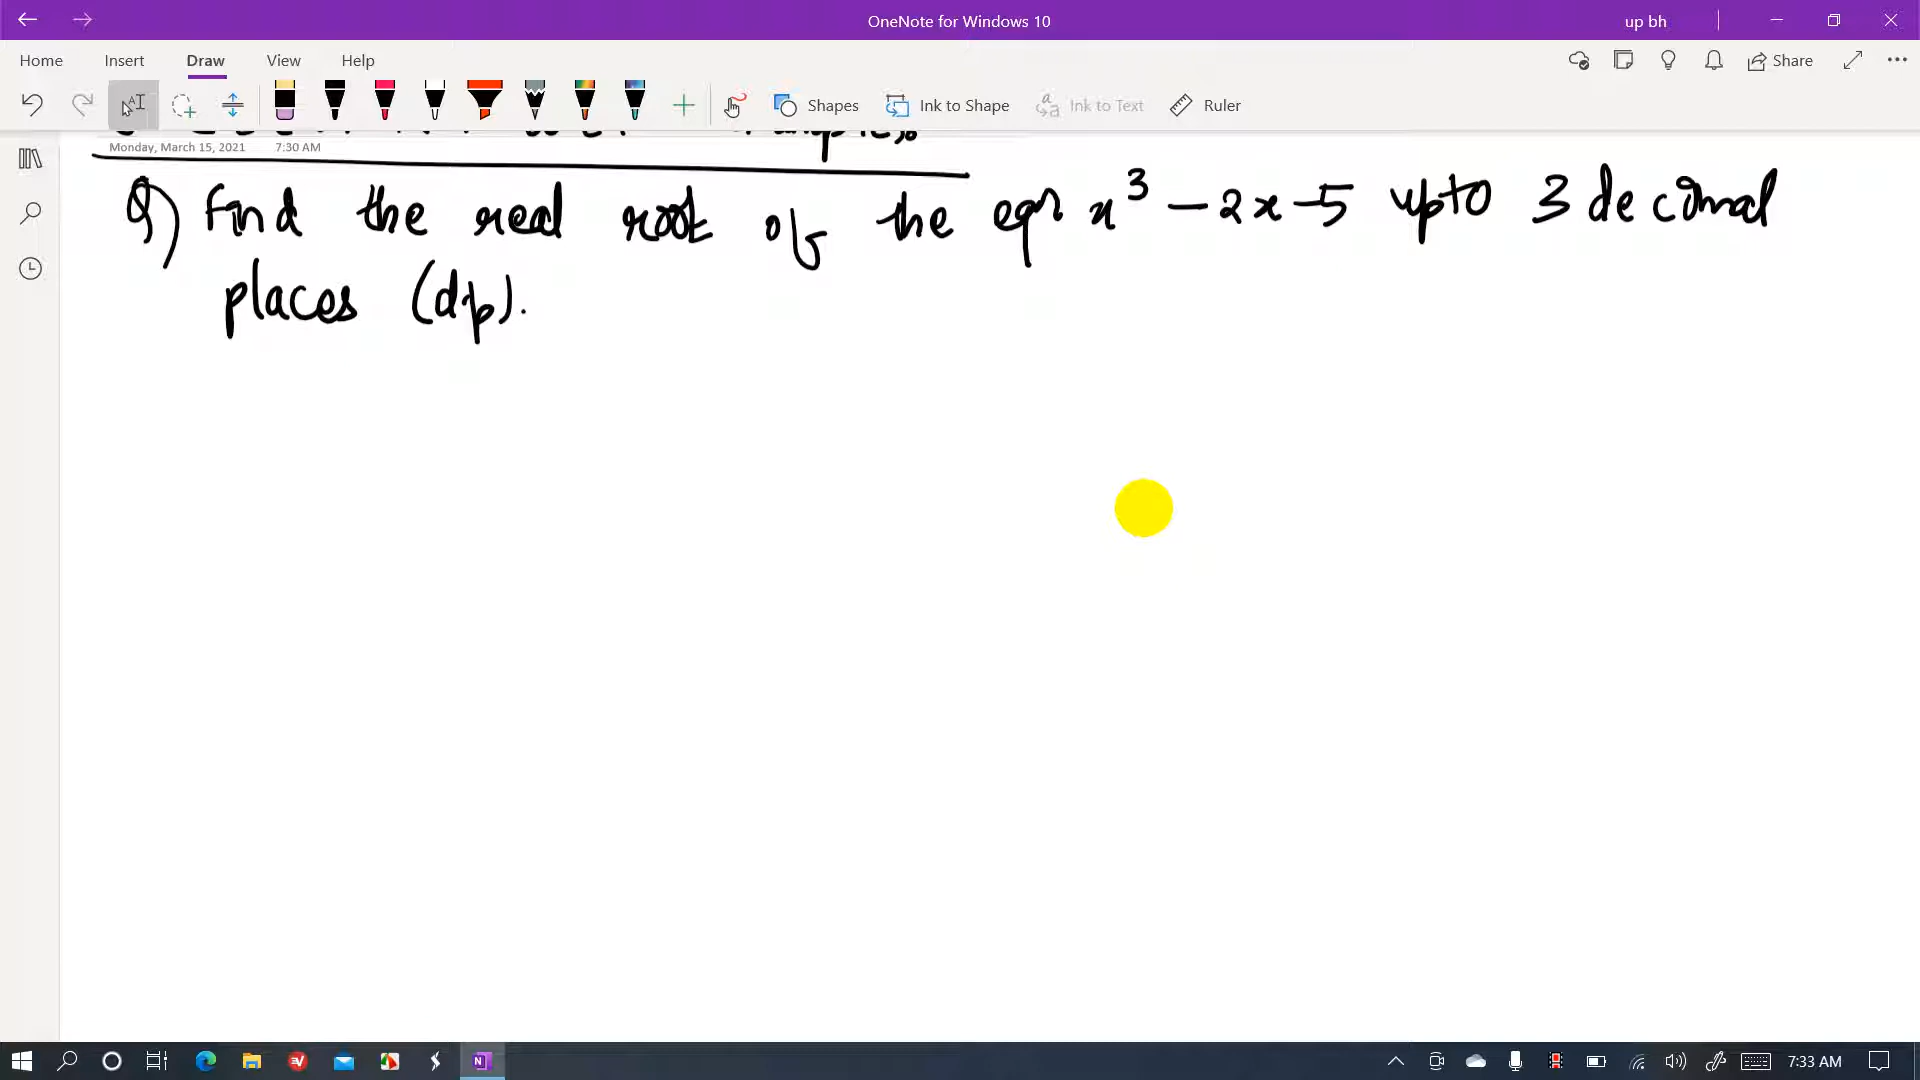 OneNote for Windows 10
up bh
Home Insert Draw View Help
Share
Shapes Ink to Shape Ink to Text Ruler
Monday, March 15, 2021 7:30 AM
Q) Find the real root of the eqn x³ - 2x - 5 upto 3 decimal
places (dp).
7:33 AM